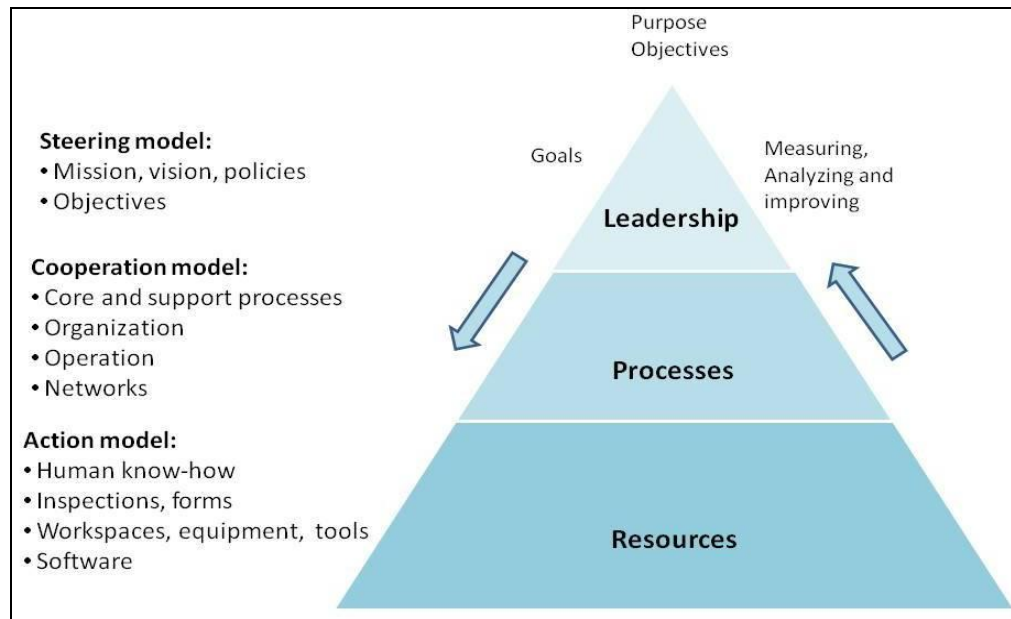 Purpose
Objectives
Steering model:
• Mission, vision, policies
• Objectives
Goals
Measuring,
Analyzing and
improving
Leadership
Cooperation model:
• Core and support processes
• Organization
• Operation
• Networks
Processes
Action model:
• Human know-how
• Inspections, forms
• Workspaces, equipment, tools
• Software
Resources